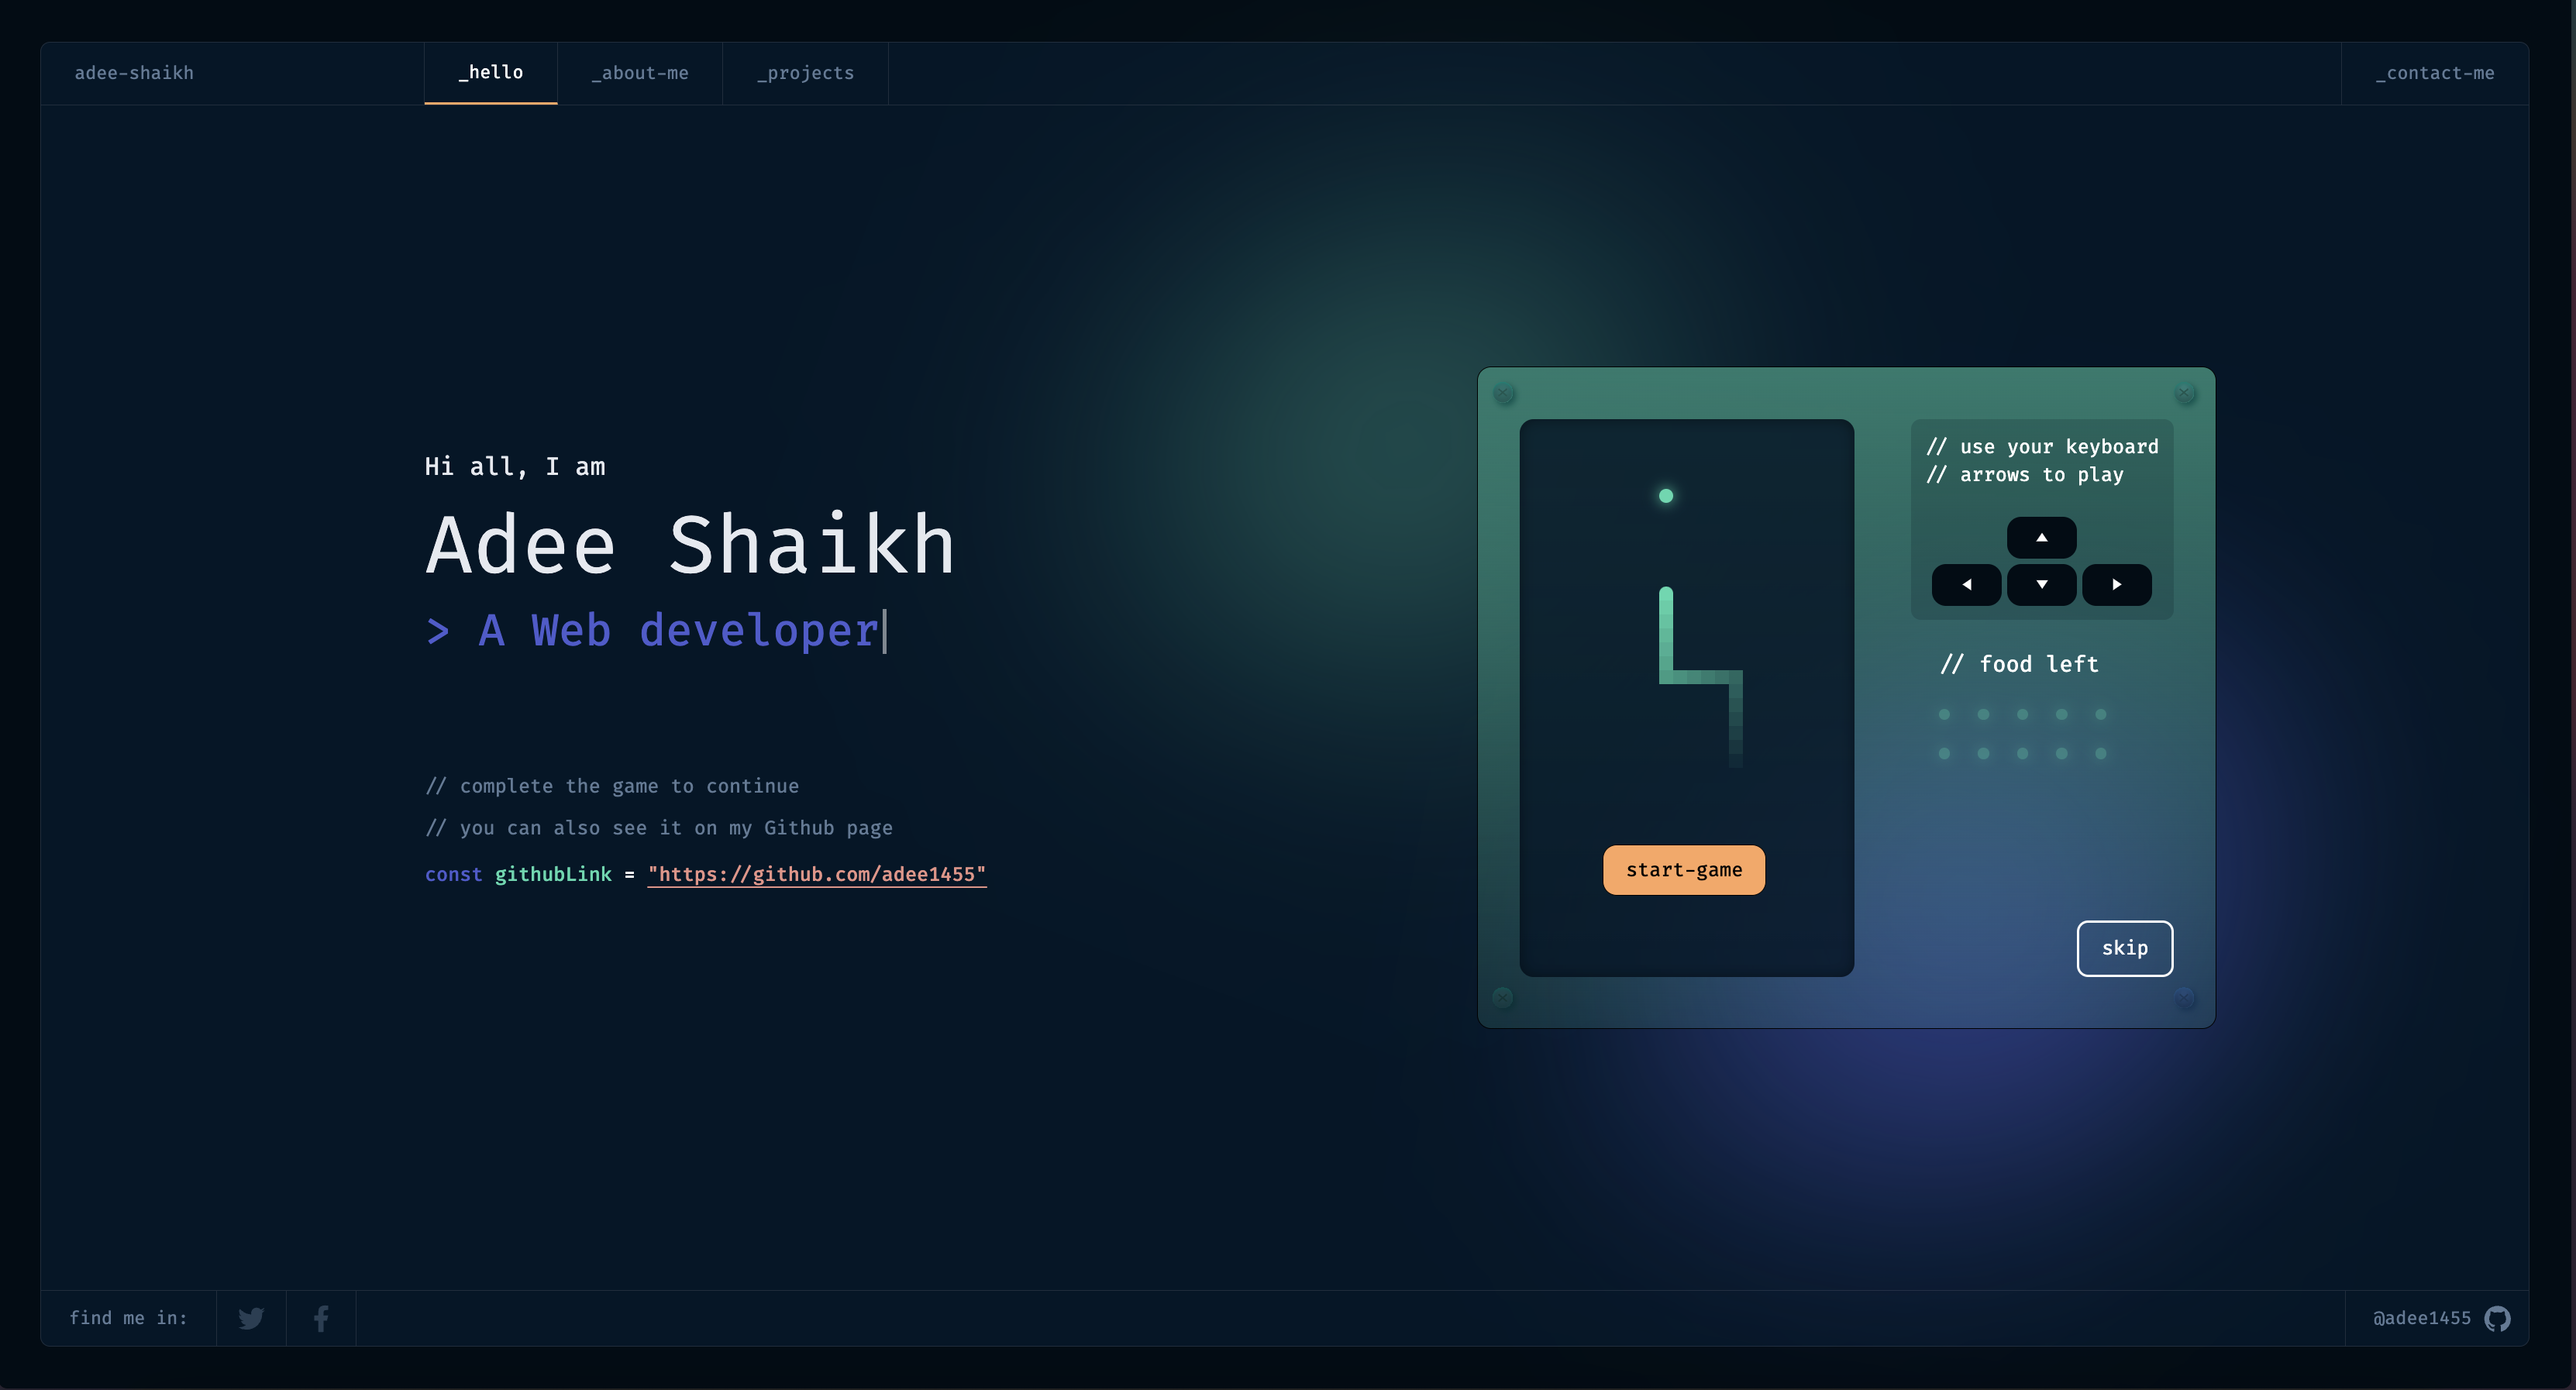 adee-shaikh
_hello
_about-me
_projects
_contact-me
Hi all, I am
Adee Shaikh
> A Web developer
// complete the game to continue
// you can also see it on my Github page
const githubLink = "https://github.com/adee1455"
// use your keyboard
// arrows to play
// food left
start-game
skip
find me in:
@adee1455